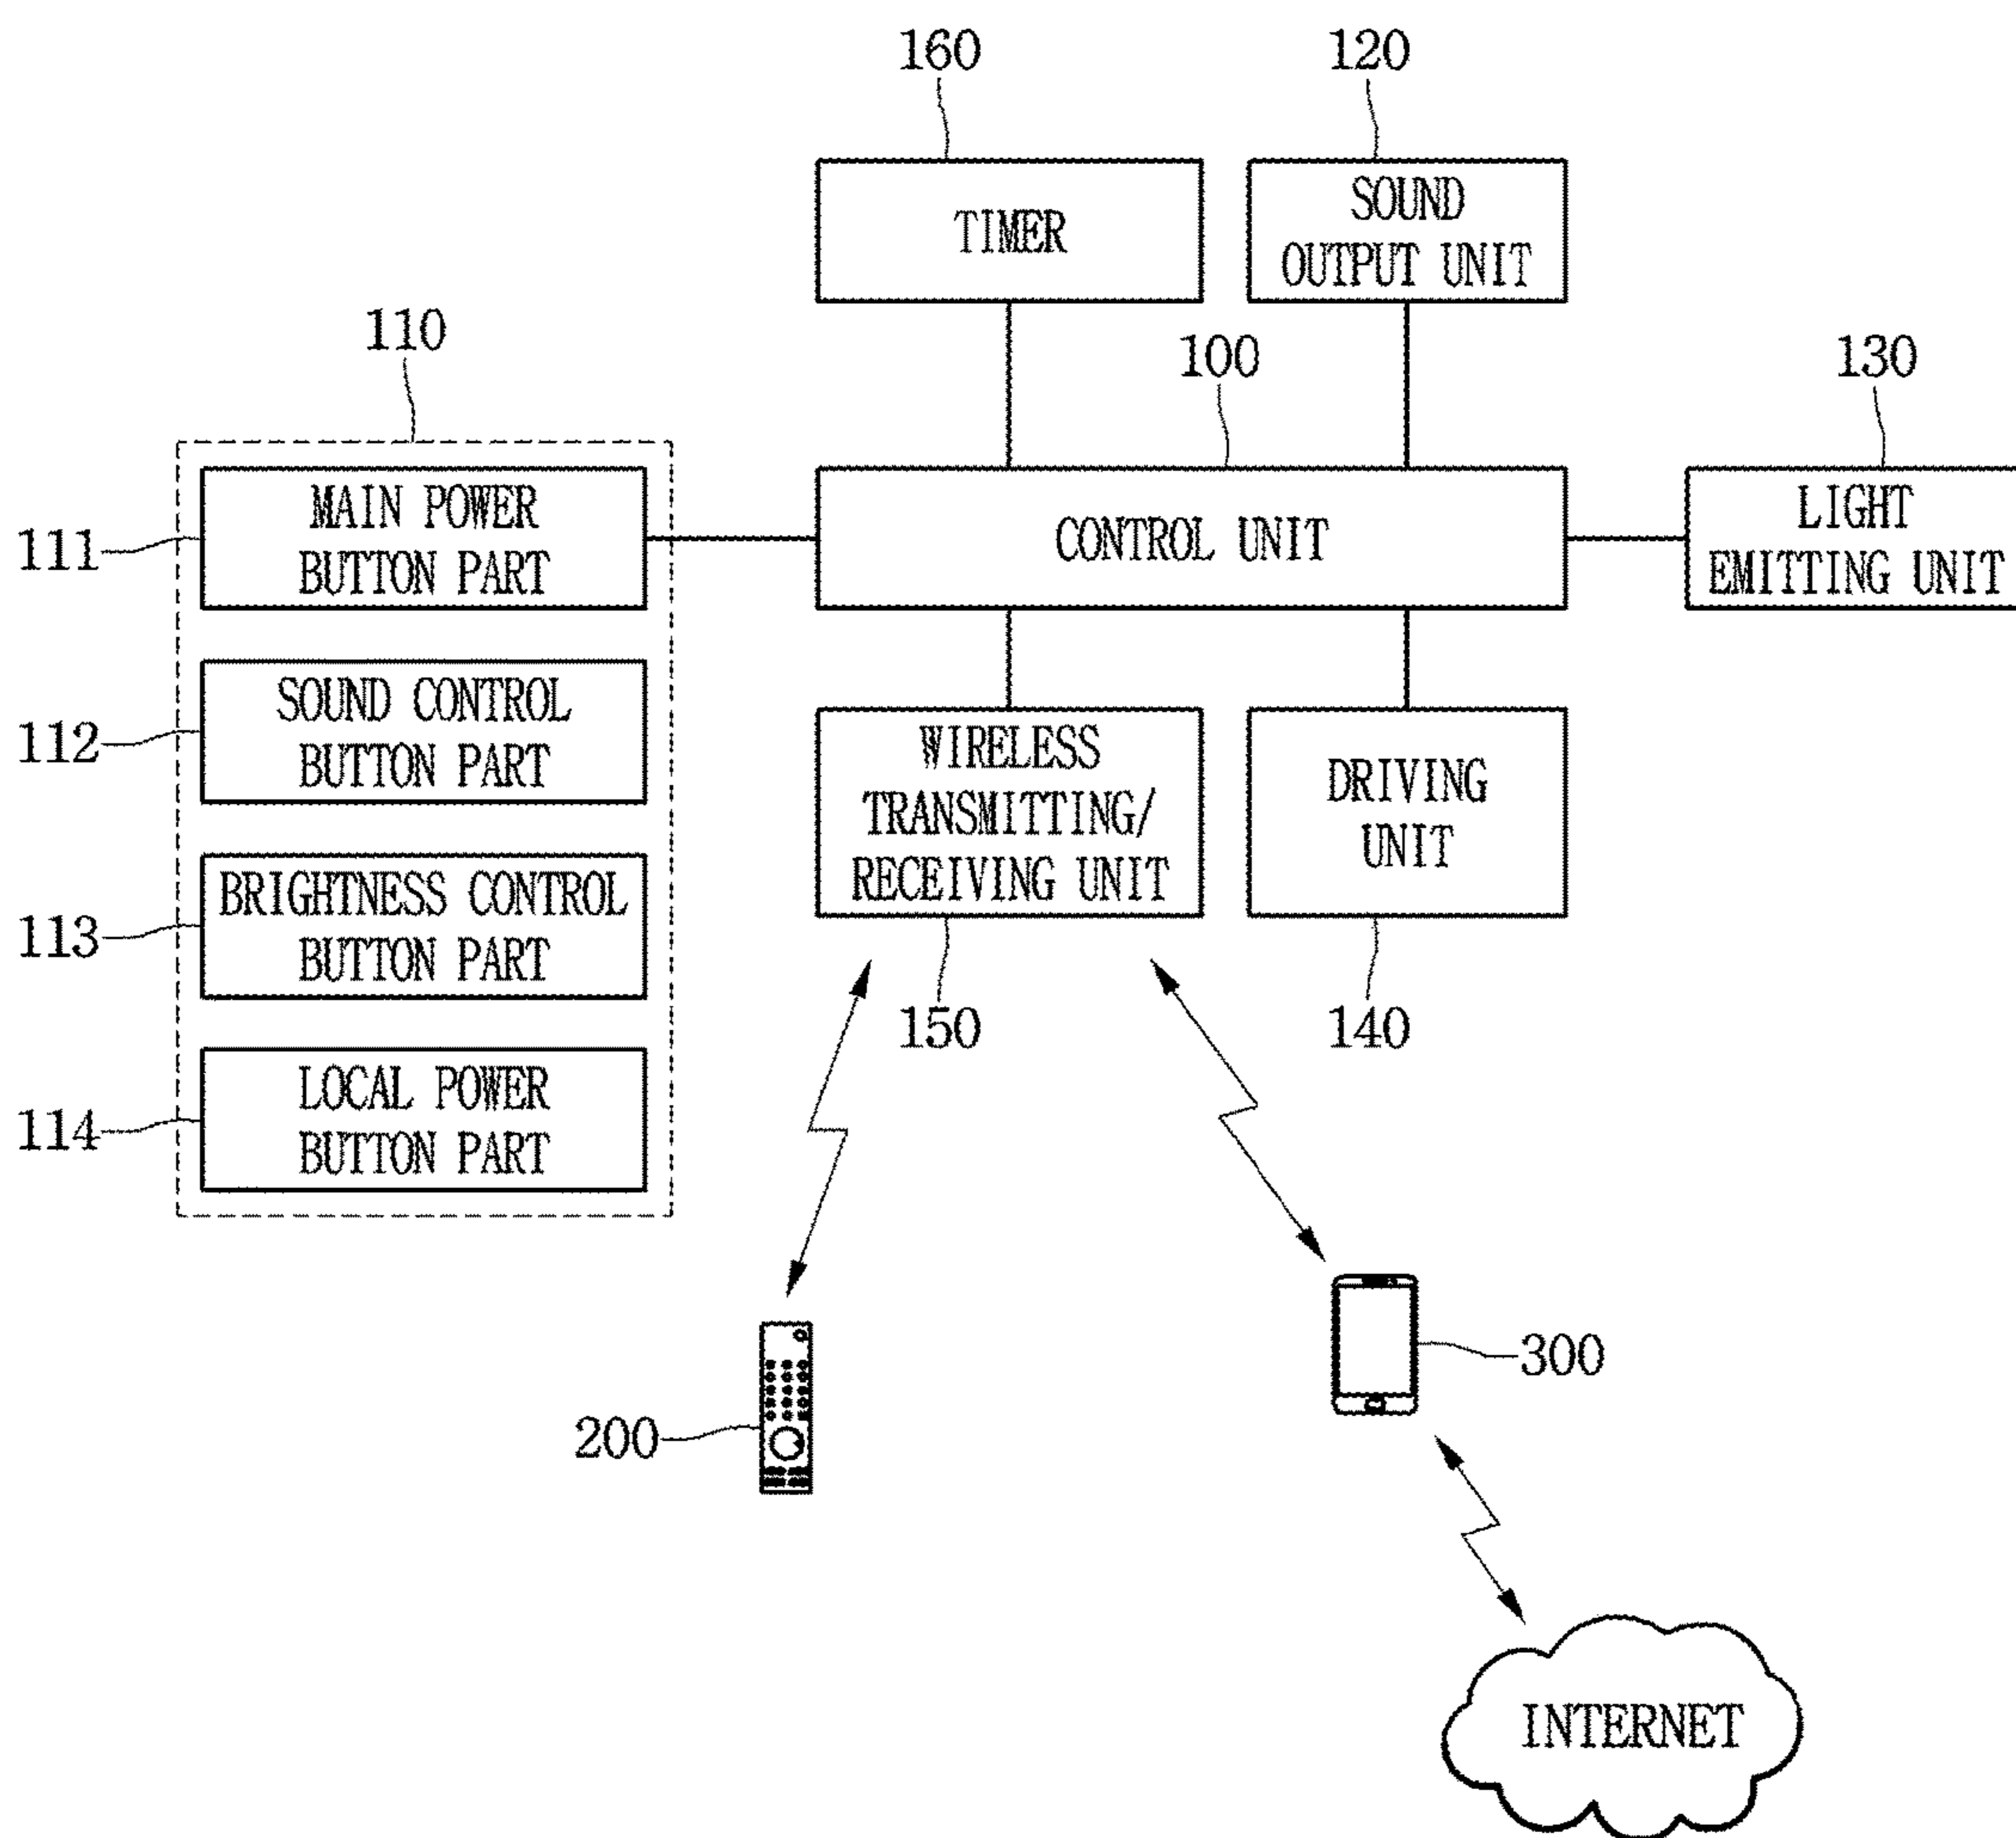 160
120
TIMER
SOUND
OUTPUT UNIT
110
100
130
111
MAIN POWER
BUTTON PART
CONTROL UNIT
LIGHT
EMITTING UNIT
112
SOUND CONTROL
BUTTON PART
WIRELESS
TRANSMITTING/
RECEIVING UNIT
DRIVING
UNIT
113
BRIGHTNESS CONTROL
BUTTON PART
150
140
114
LOCAL POWER
BUTTON PART
200
300
INTERNET